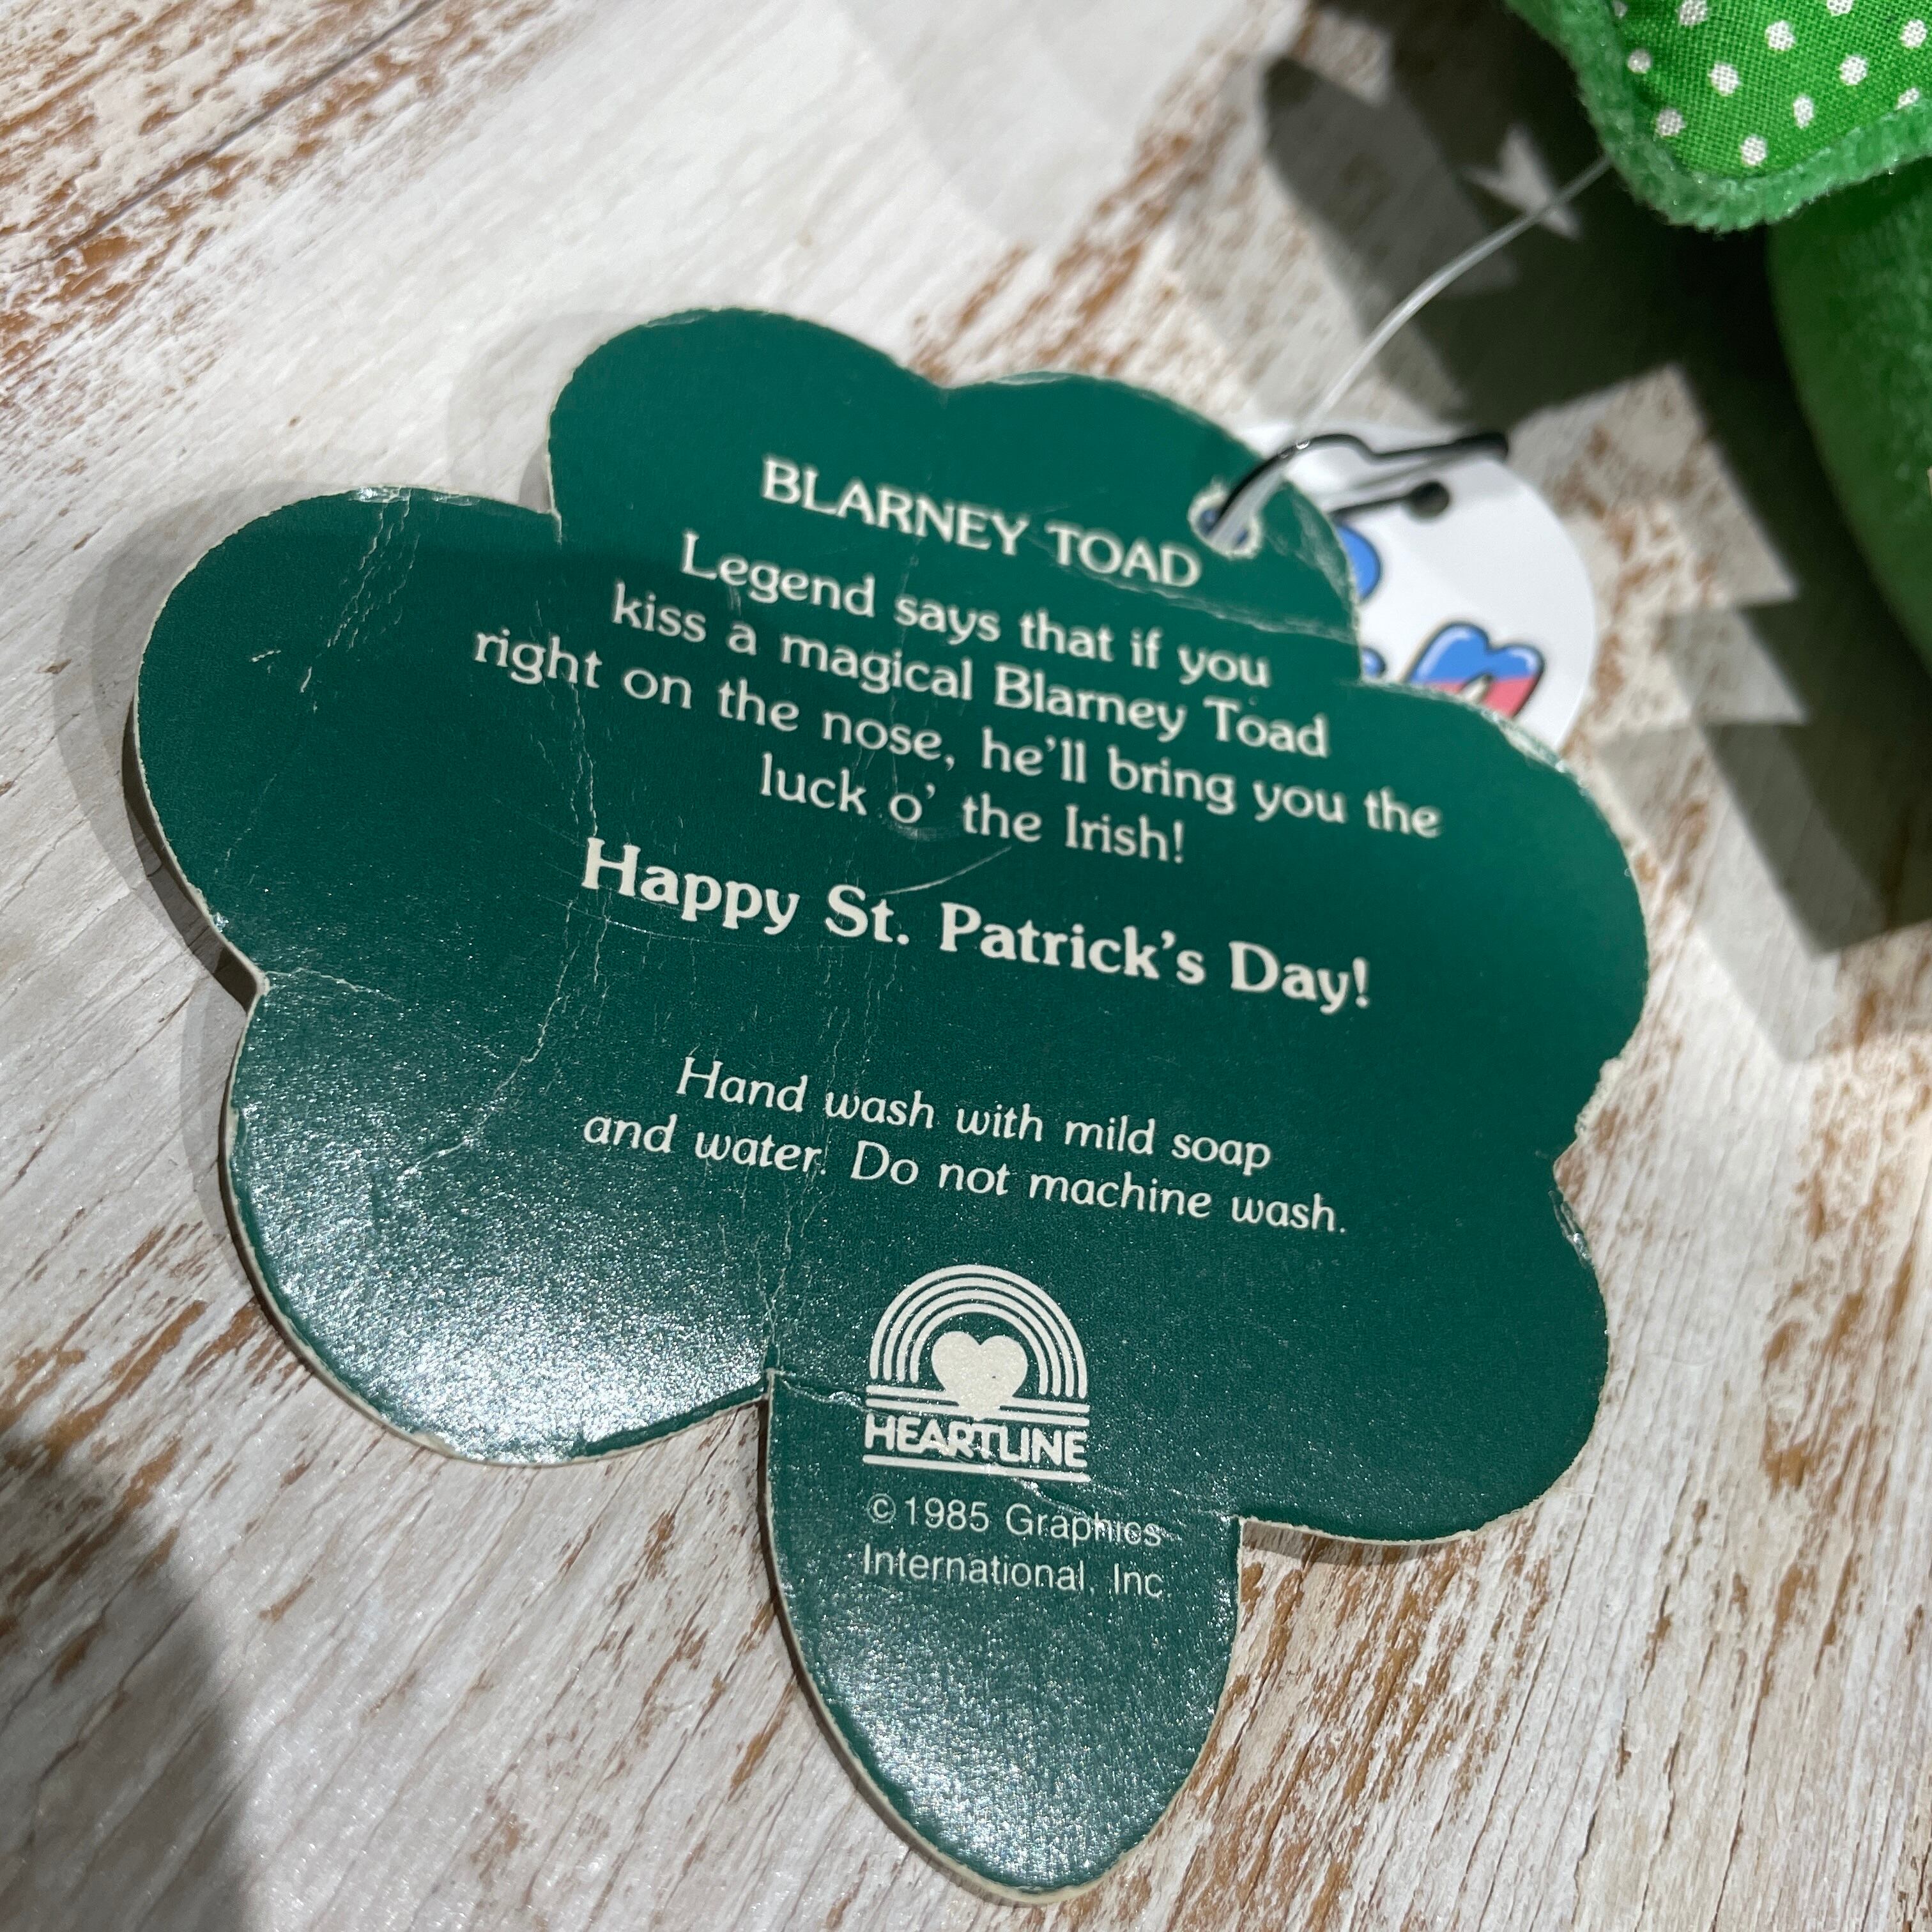 BLARNEY TOAD
Legend says that if you
kiss a magical Blarney Toad
right on the nose, he'll bring you the
luck o' the Irish!
Happy St. Patrick's Day!
Hand wash with mild soap
and water. Do not machine wash.
HEARTLINE
© 1985 Graphics
International, Inc.